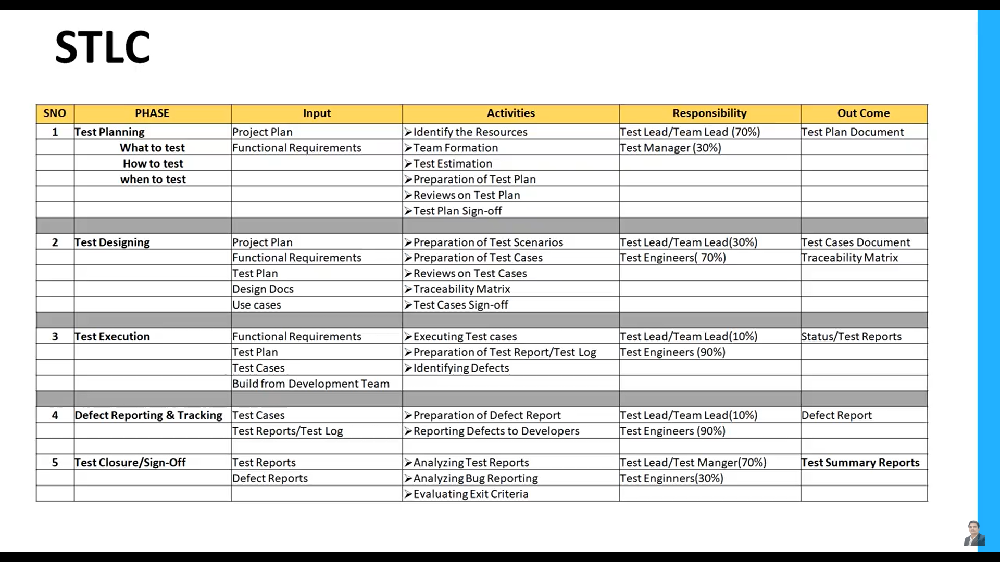 STLC
SNO PHASE Input Activities Responsibility Out Come
1 Test Planning Project Plan ➢Identify the Resources Test Lead/Team Lead (70%) Test Plan Document
What to test Functional Requirements ➢Team Formation Test Manager (30%)
How to test ➢Test Estimation
when to test ➢Preparation of Test Plan
➢Reviews on Test Plan
➢Test Plan Sign-off
2 Test Designing Project Plan ➢Preparation of Test Scenarios Test Lead/Team Lead(30%) Test Cases Document
Functional Requirements ➢Preparation of Test Cases Test Engineers( 70%) Traceability Matrix
Test Plan ➢Reviews on Test Cases
Design Docs ➢Traceability Matrix
Use cases ➢Test Cases Sign-off
3 Test Execution Functional Requirements ➢Executing Test cases Test Lead/Team Lead(10%) Status/Test Reports
Test Plan ➢Preparation of Test Report/Test Log Test Engineers (90%)
Test Cases ➢Identifying Defects
Build from Development Team
4 Defect Reporting & Tracking Test Cases ➢Preparation of Defect Report Test Lead/Team Lead(10%) Defect Report
Test Reports/Test Log ➢Reporting Defects to Developers Test Engineers (90%)
5 Test Closure/Sign-Off Test Reports ➢Analyzing Test Reports Test Lead/Test Manger(70%) Test Summary Reports
Defect Reports ➢Analyzing Bug Reporting Test Enginners(30%)
➢Evaluating Exit Criteria